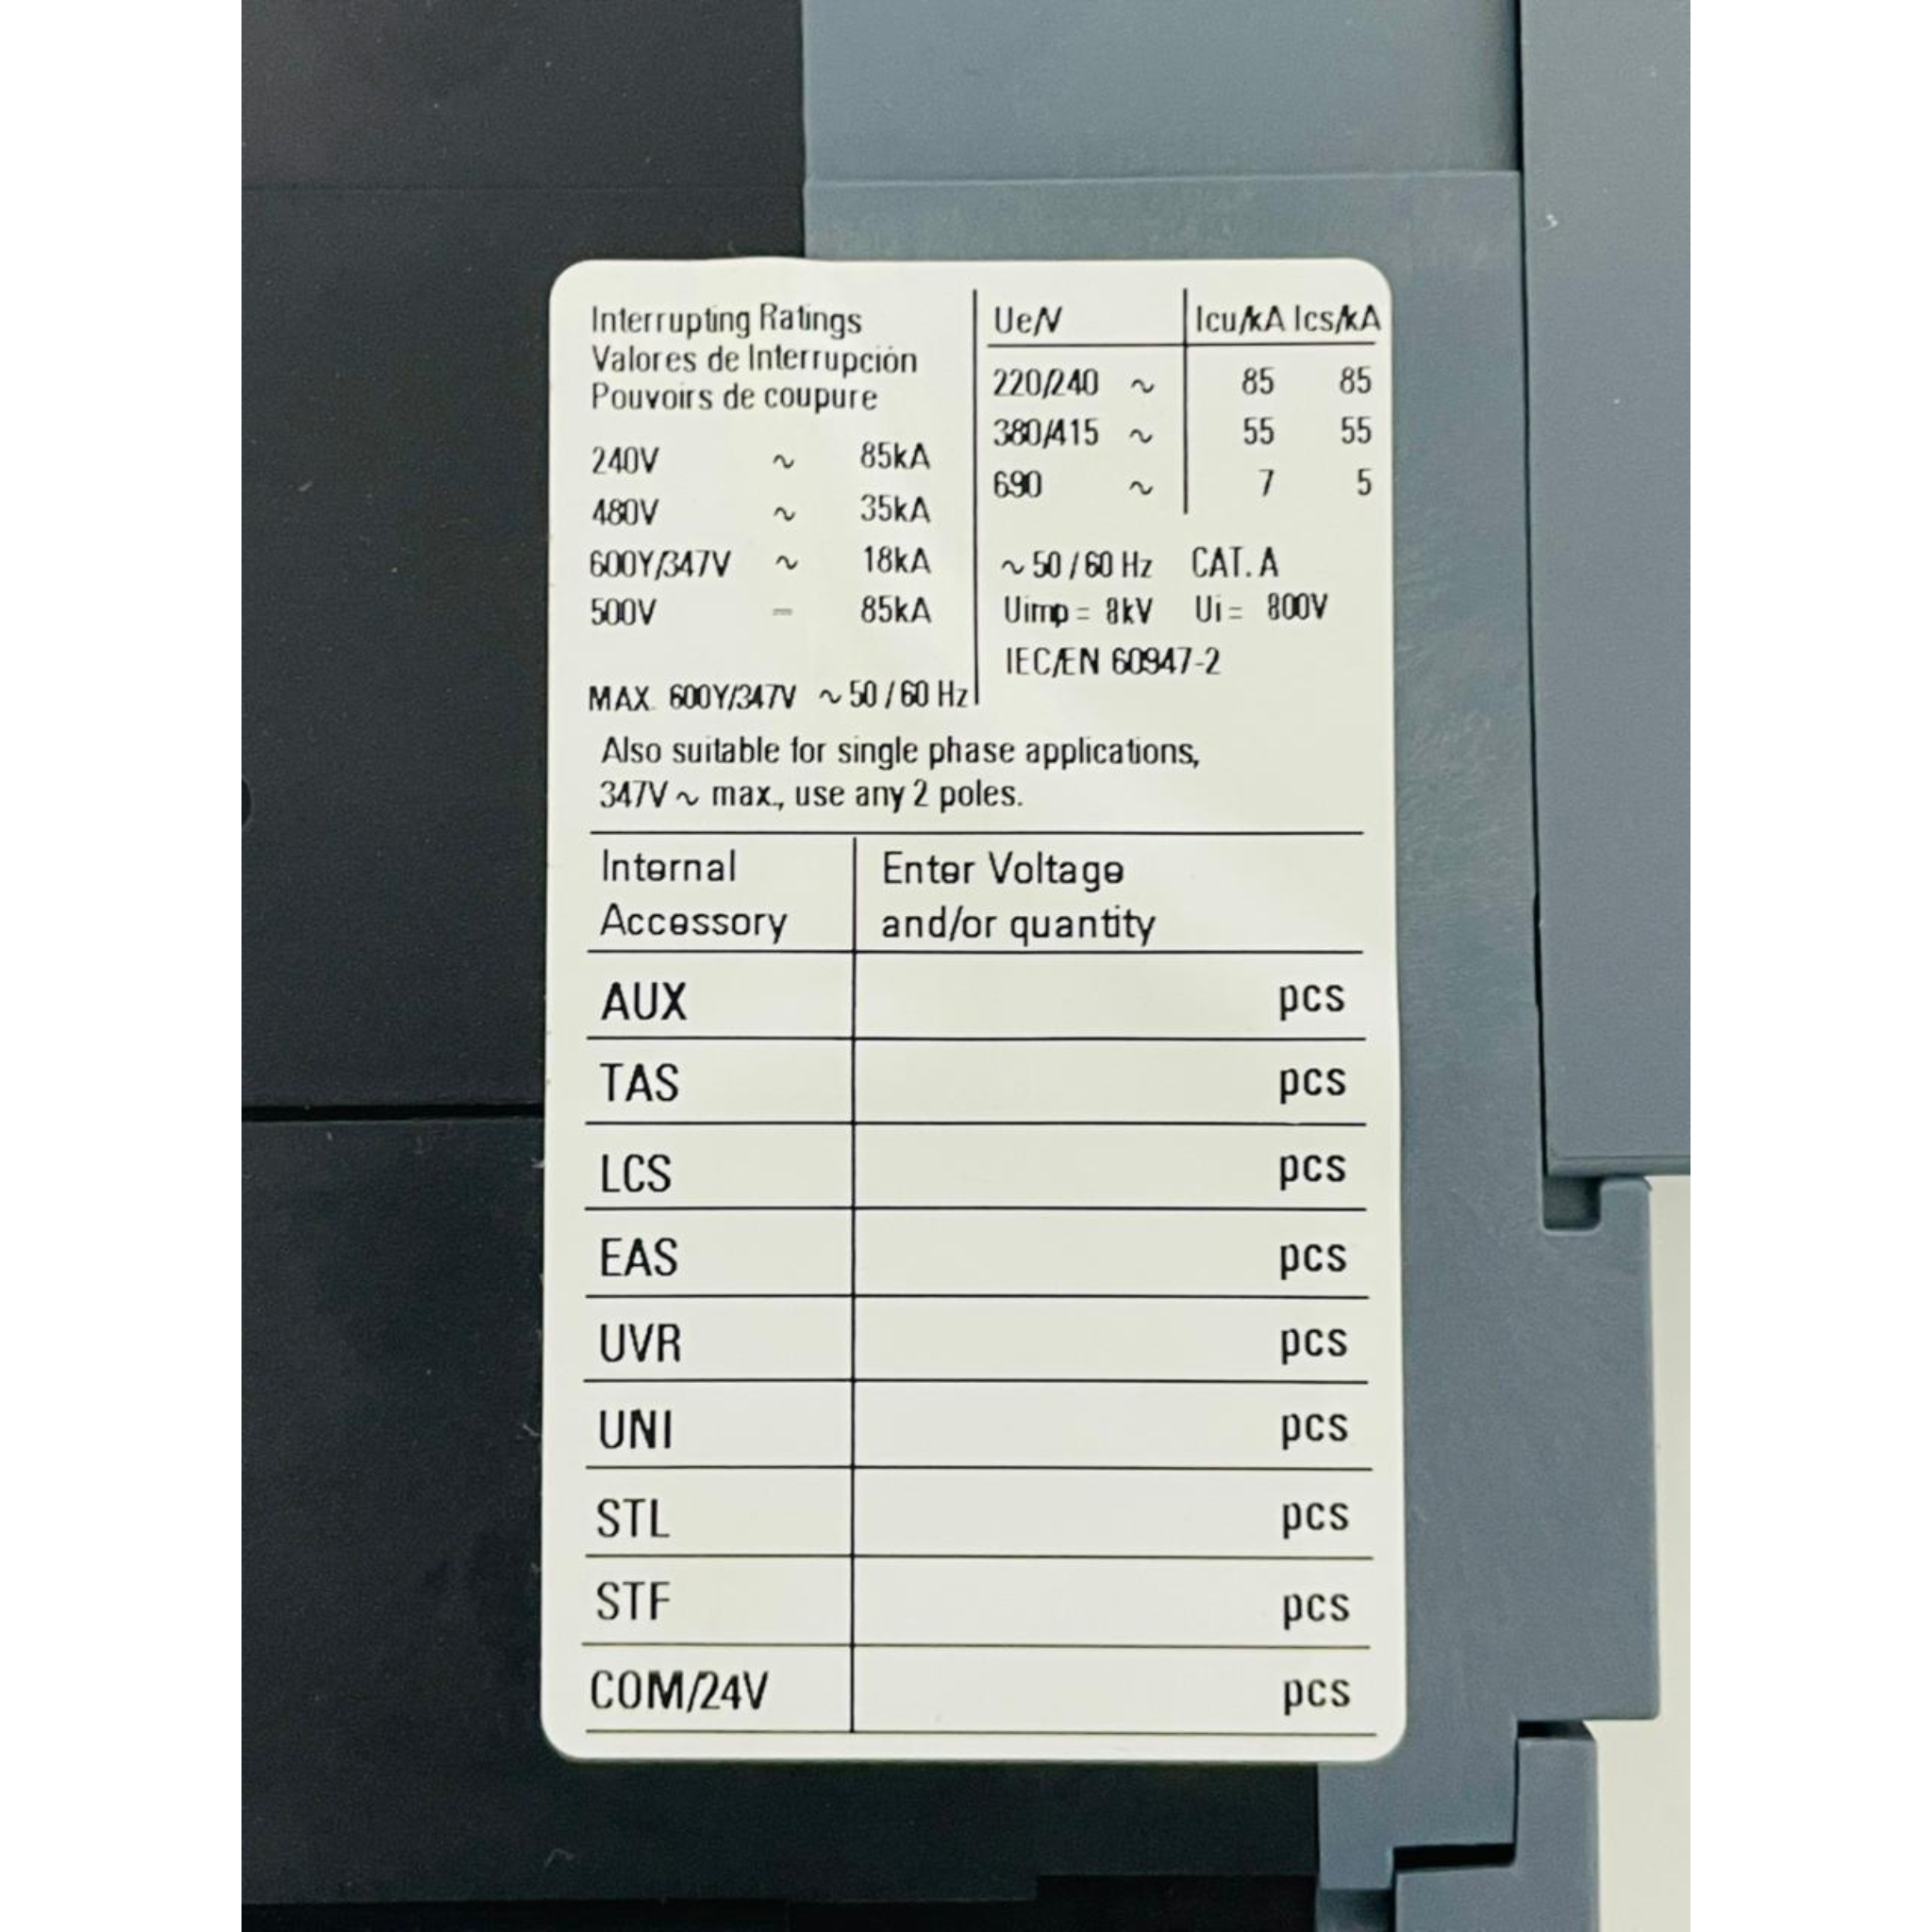 Interrupting Ratings
Valores de Interrupción
Pouvoirs de coupure
240V ~ 85kA
480V ~ 35kA
600Y/347V ~ 18kA
500V ⎓ 85kA
MAX. 600Y/347V ~ 50 / 60 Hz
Ue/V Icu/kA Ics/kA
220/240 ~ 85 85
380/415 ~ 55 55
690 ~ 7 5
~ 50 / 60 Hz CAT. A
Uimp = 8kV Ui = 800V
IEC/EN 60947-2
Also suitable for single phase applications,
347V ~ max., use any 2 poles.
Internal Accessory Enter Voltage and/or quantity
AUX pcs
TAS pcs
LCS pcs
EAS pcs
UVR pcs
UNI pcs
STL pcs
STF pcs
COM/24V pcs